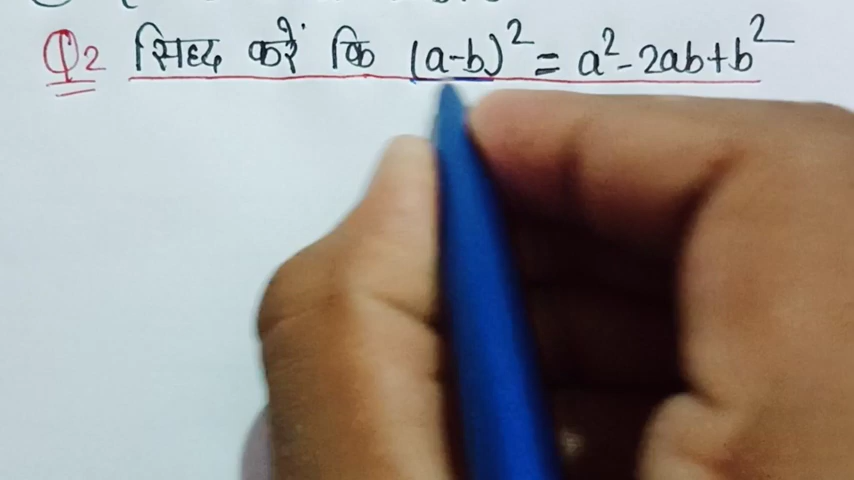 Q2 सिध्द करें कि (a-b)² = a²-2ab+b²